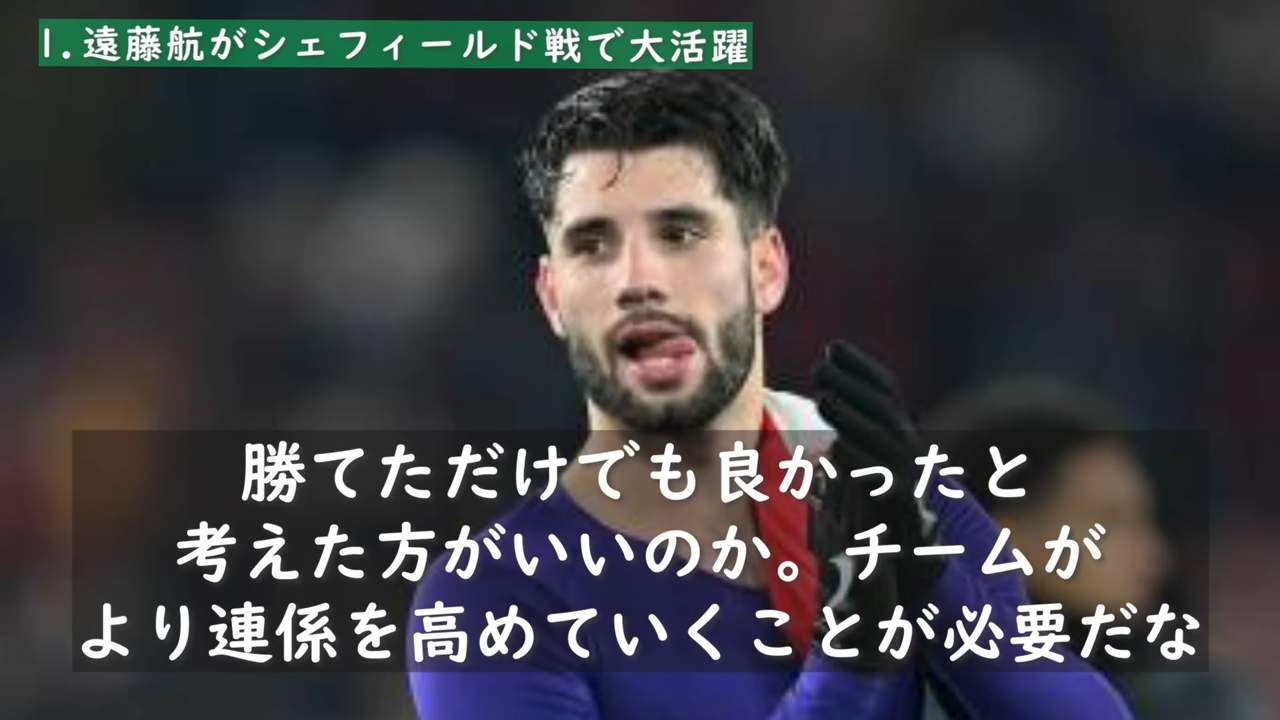 1.遠藤航がシェフィールド戦で大活躍
勝てただけでも良かったと
考えた方がいいのか。チームが
より連係を高めていくことが必要だな